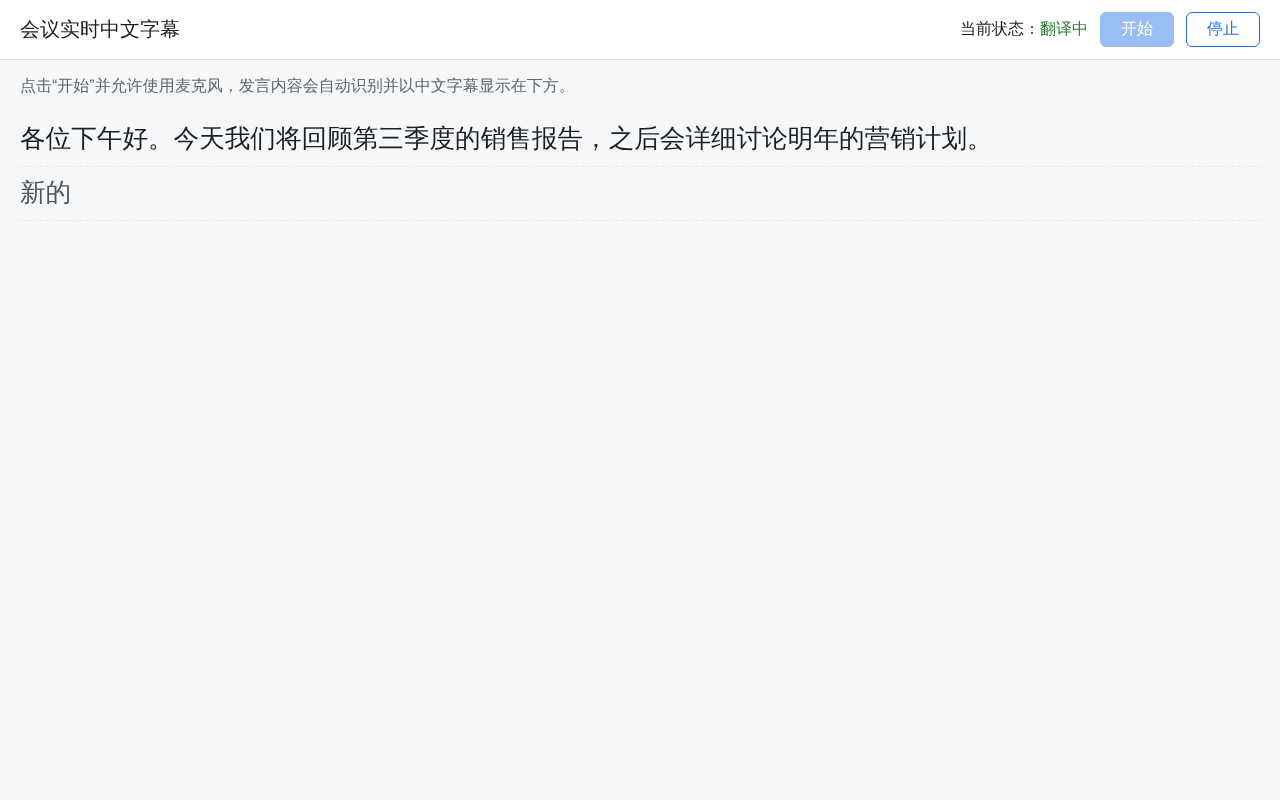 会议实时中文字幕
当前状态：翻译中 开始 停止
点击“开始”并允许使用麦克风，发言内容会自动识别并以中文字幕显示在下方。
各位下午好。今天我们将回顾第三季度的销售报告，之后会详细讨论明年的营销计划。
新的